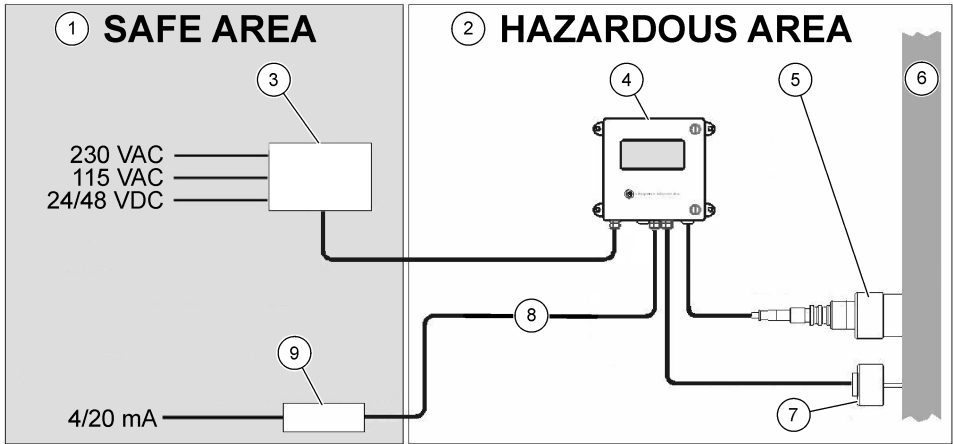 1 SAFE AREA
2 HAZARDOUS AREA
3
4
5
6
230 VAC
115 VAC
24/48 VDC
8
9
7
4/20 mA